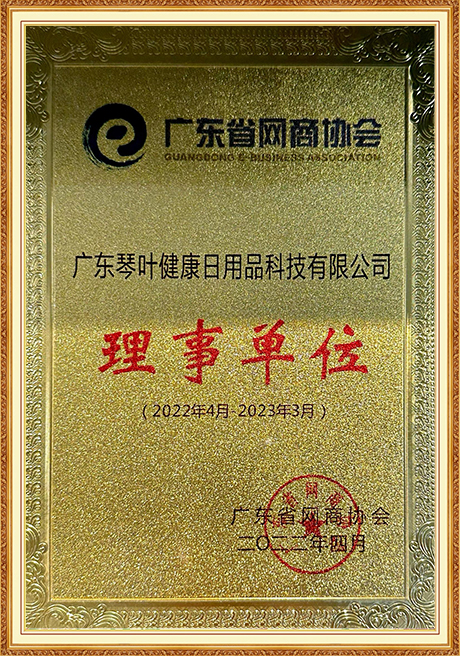 广东省网商协会
GUANGDONG E-BUSINESS ASSOCIATION
广东琴叶健康日用品科技有限公司
理事单位
（2022年4月-2023年3月）
广东省网商协会
二〇二二年四月